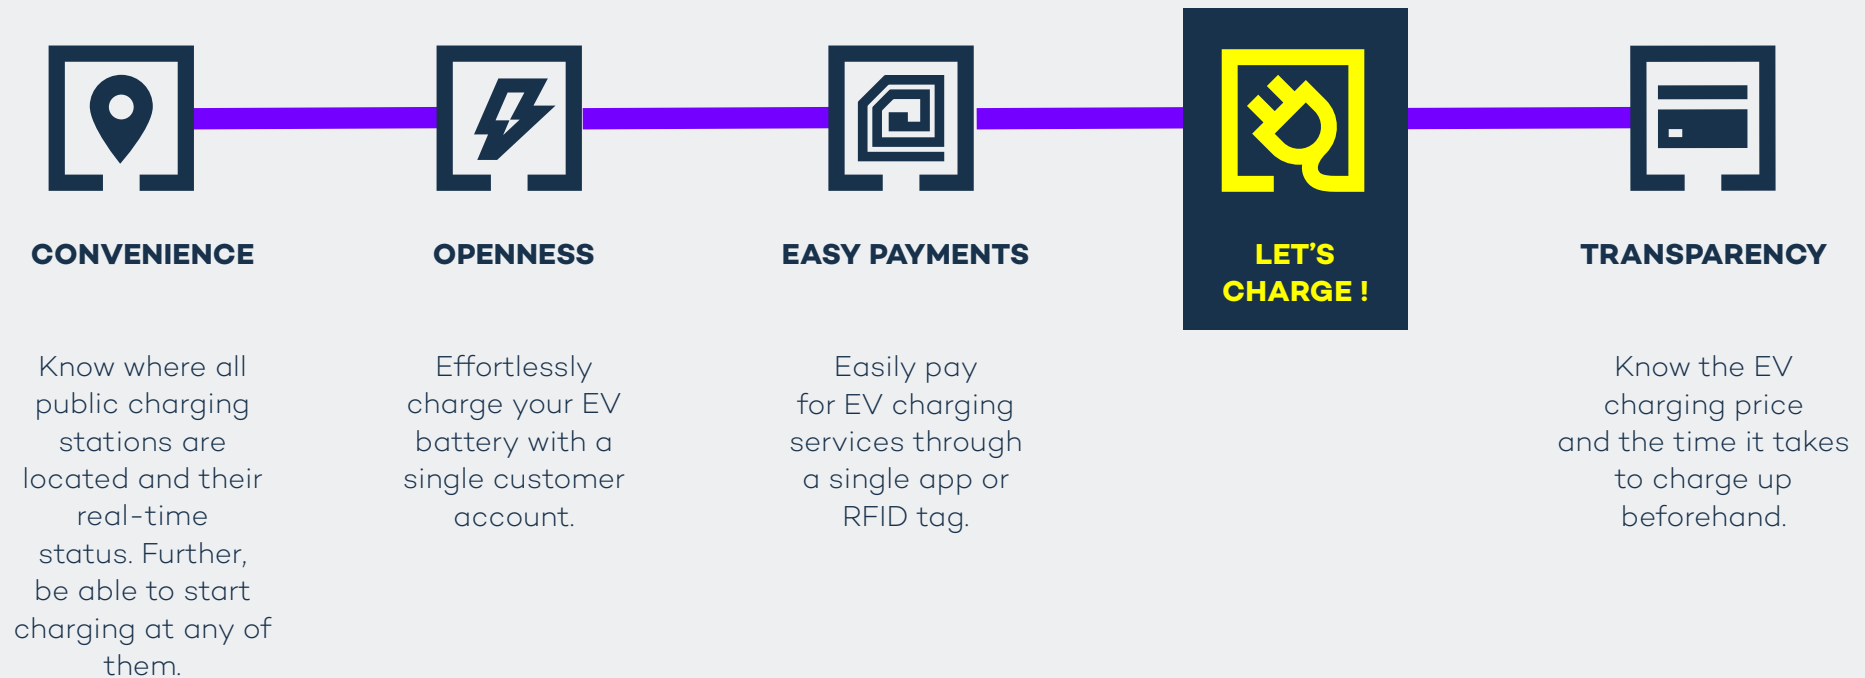 CONVENIENCE
Know where all
public charging
stations are
located and their
real-time
status. Further,
be able to start
charging at any of
them.
OPENNESS
Effortlessly
charge your EV
battery with a
single customer
account.
EASY PAYMENTS
Easily pay
for EV charging
services through
a single app or
RFID tag.
LET'S
CHARGE !
TRANSPARENCY
Know the EV
charging price
and the time it takes
to charge up
beforehand.